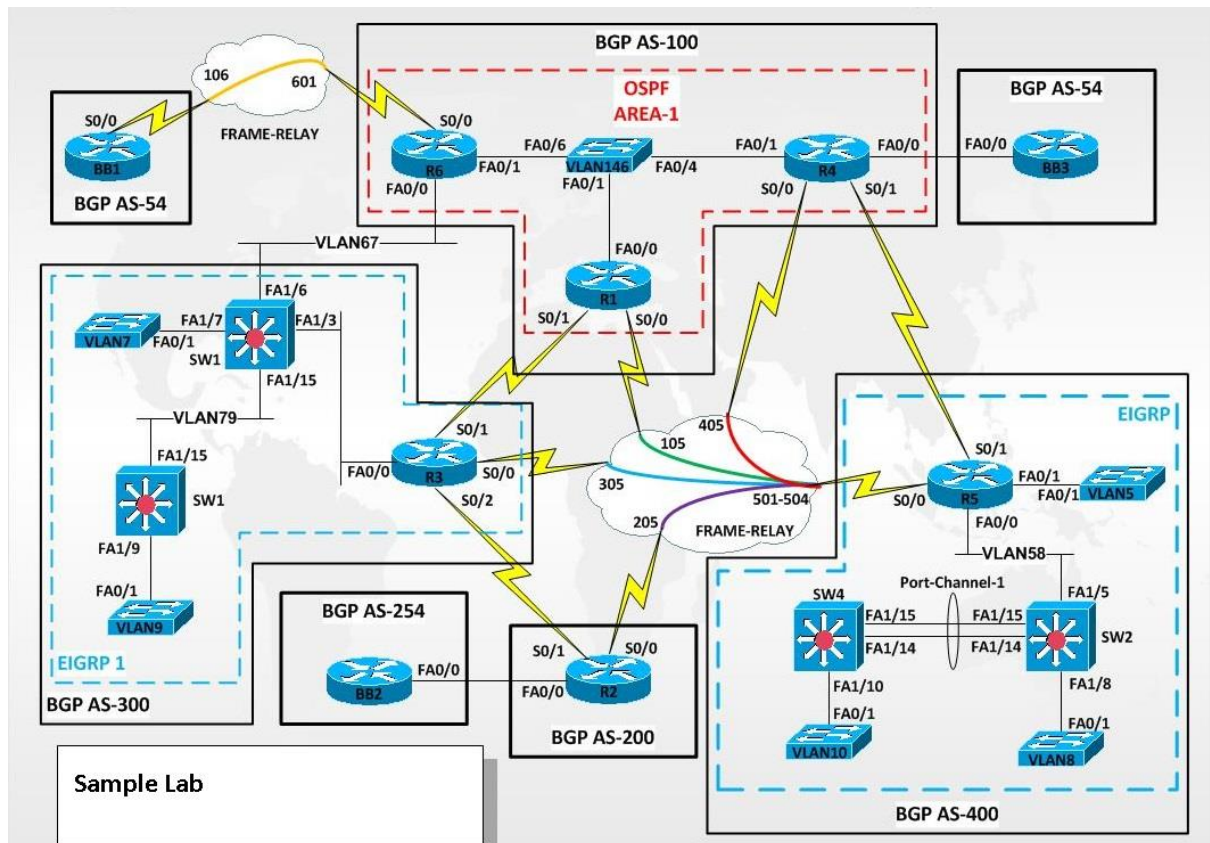 BGP AS-100
106
601
OSPF
AREA-1
BGP AS-54
S0/0
S0/0
FRAME-RELAY
FA0/6
FA0/1
FA0/0
FA0/0
BB1
R6
FA0/1
VLAN146
FA0/4
R4
BB3
FA0/1
FA0/0
S0/0
S0/1
BGP AS-54
VLAN67
FA0/0
R1
S0/1
S0/0
FA1/6
FA1/7
FA1/3
VLAN7
FA0/1
SW1
FA1/15
VLAN79
EIGRP
405
105
S0/1
S0/1
FA1/15
FA0/0
R3
S0/0
305
501-504
R5
FA0/1
S0/0
FA0/1
VLAN5
SW1
S0/2
205
FRAME-RELAY
FA0/0
VLAN58
FA1/9
Port-Channel-1
FA0/1
BGP AS-254
SW4
FA1/5
VLAN9
FA1/15
FA1/15
SW2
FA1/14
FA1/14
EIGRP 1
S0/1
S0/0
FA0/0
BB2
FA0/0
R2
FA1/10
FA1/8
BGP AS-300
FA0/1
FA0/1
BGP AS-200
VLAN10
VLAN8
Sample Lab
BGP AS-400